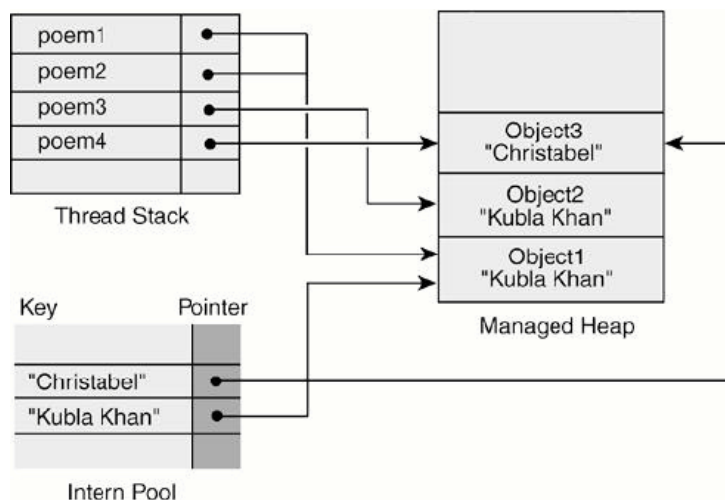 poem1
poem2
poem3
poem4
Thread Stack
Object3
"Christabel"
Object2
"Kubla Khan"
Object1
"Kubla Khan"
Managed Heap
Key Pointer
"Christabel"
"Kubla Khan"
Intern Pool